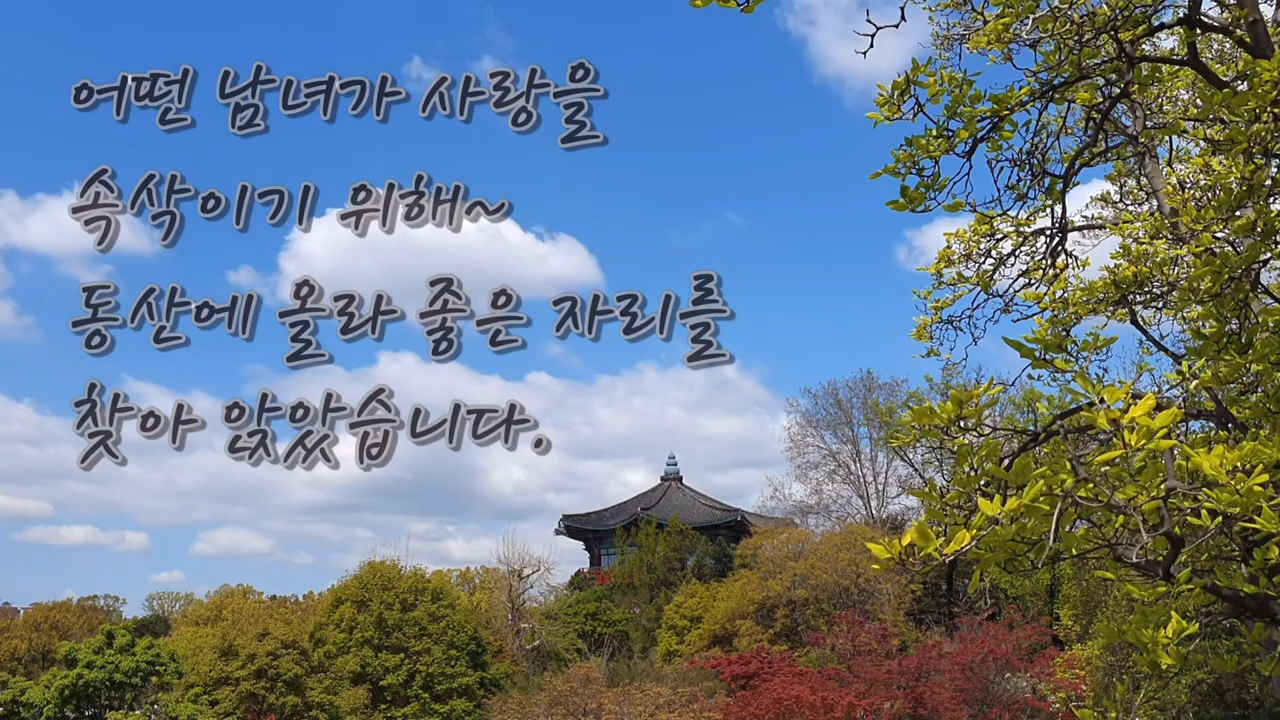 어떤 남녀가 사랑을
속삭이기 위해~
동산에 올라 좋은 자리를
찾아 앉았습니다.